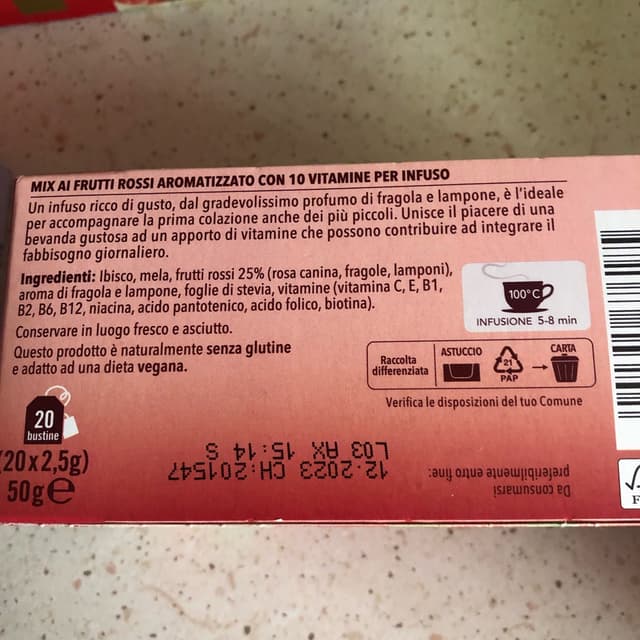 MIX AI FRUTTI ROSSI AROMATIZZATO CON 10 VITAMINE PER INFUSO
Un infuso ricco di gusto, dal gradevolissimo profumo di fragola e lampone, è l'ideale
per accompagnare la prima colazione anche dei più piccoli. Unisce il piacere di una
bevanda gustosa ad un apporto di vitamine che possono contribuire ad integrare il
fabbisogno giornaliero.
Ingredienti: Ibisco, mela, frutti rossi 25% (rosa canina, fragole, lamponi),
aroma di fragola e lampone, foglie di stevia, vitamine (vitamina C, E, B1,
B2, B6, B12, niacina, acido pantotenico, acido folico, biotina).
Conservare in luogo fresco e asciutto.
Questo prodotto è naturalmente senza glutine
e adatto ad una dieta vegana.
100°C
INFUSIONE 5-8 min
Raccolta
differenziata
ASTUCCIO
21
PAP
CARTA
Verifica le disposizioni del tuo Comune
20
bustine
(20x2,5g)
50g e
Da consumarsi
preferibilmente entro fine:
12.2023 CH:201547
L03 AX 15:14 S